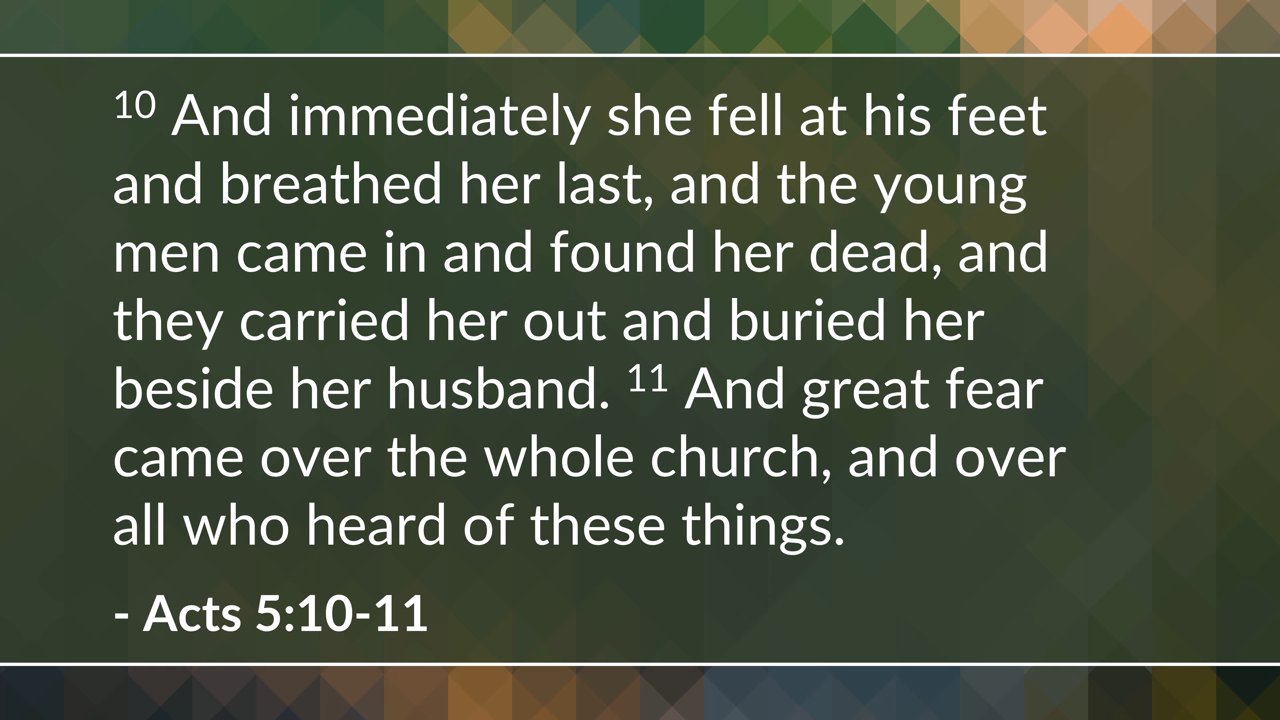 10 And immediately she fell at his feet
and breathed her last, and the young
men came in and found her dead, and
they carried her out and buried her
beside her husband. 11 And great fear
came over the whole church, and over
all who heard of these things.
- Acts 5:10-11